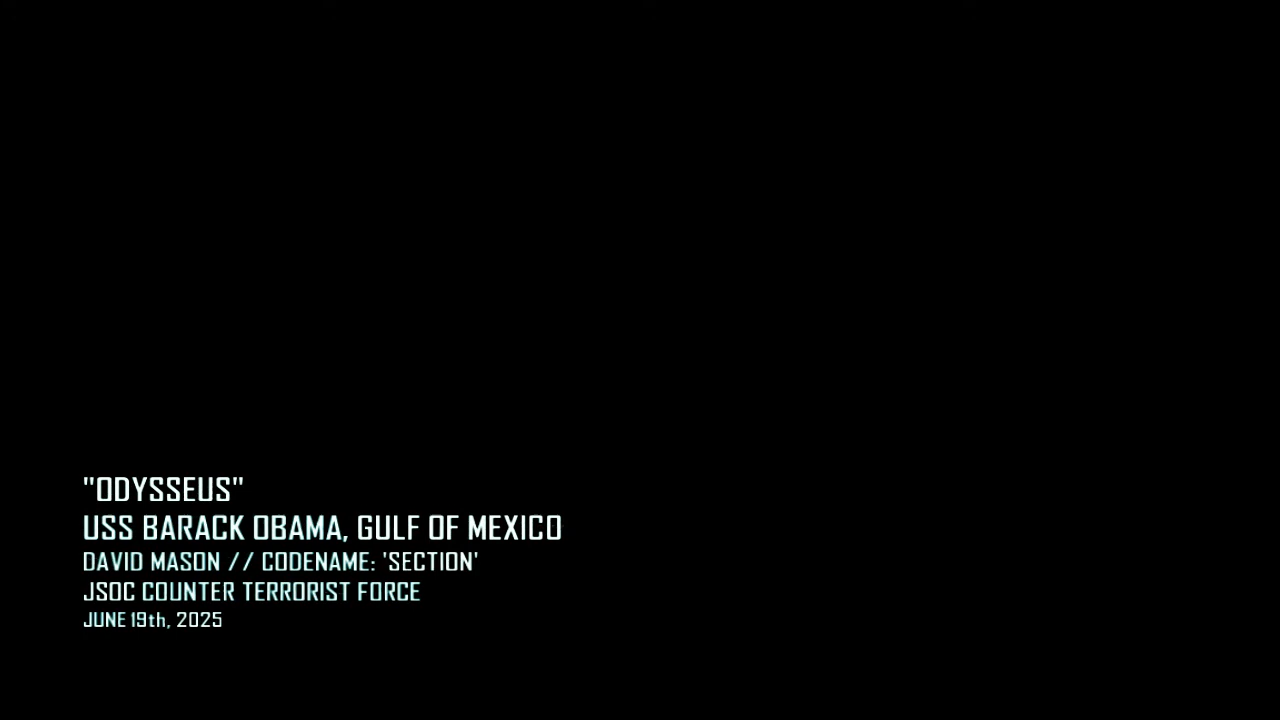 "ODYSSEUS"
USS BARACK OBAMA, GULF OF MEXICO
DAVID MASON // CODENAME: 'SECTION'
JSOC COUNTER TERRORIST FORCE
JUNE 19th, 2025